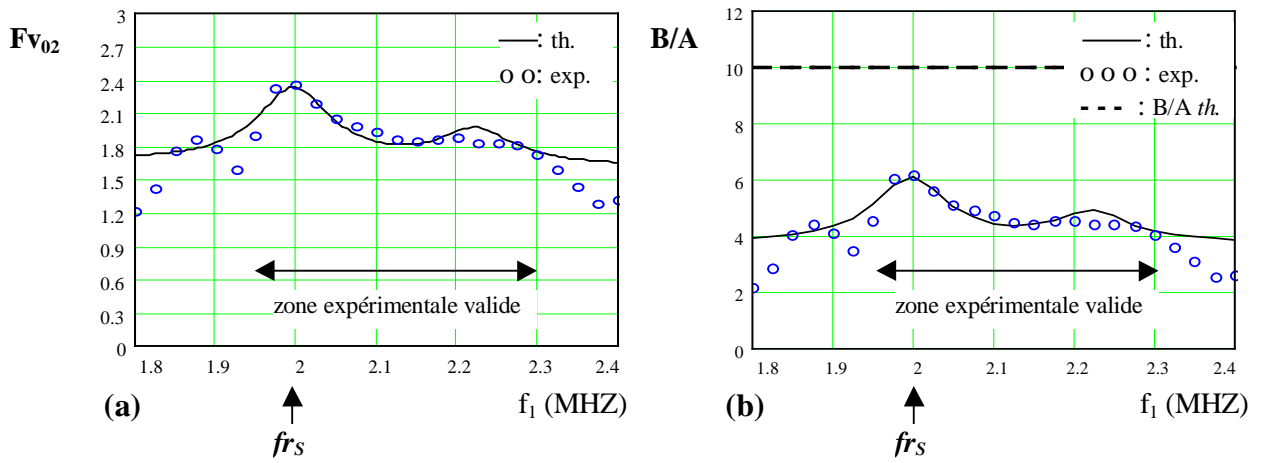 Fv02
3
2.7
2.4
2.1
1.8
1.5
1.2
0.9
0.6
0.3
0
: th.
o o: exp.
zone expérimentale valide
1.8 1.9 2 2.1 2.2 2.3 2.4
(a)
f1 (MHZ)
frS
B/A
12
10
8
6
4
2
0
: th.
o o o: exp.
: B/A th.
zone expérimentale valide
1.8 1.9 2 2.1 2.2 2.3 2.4
(b)
f1 (MHZ)
frS